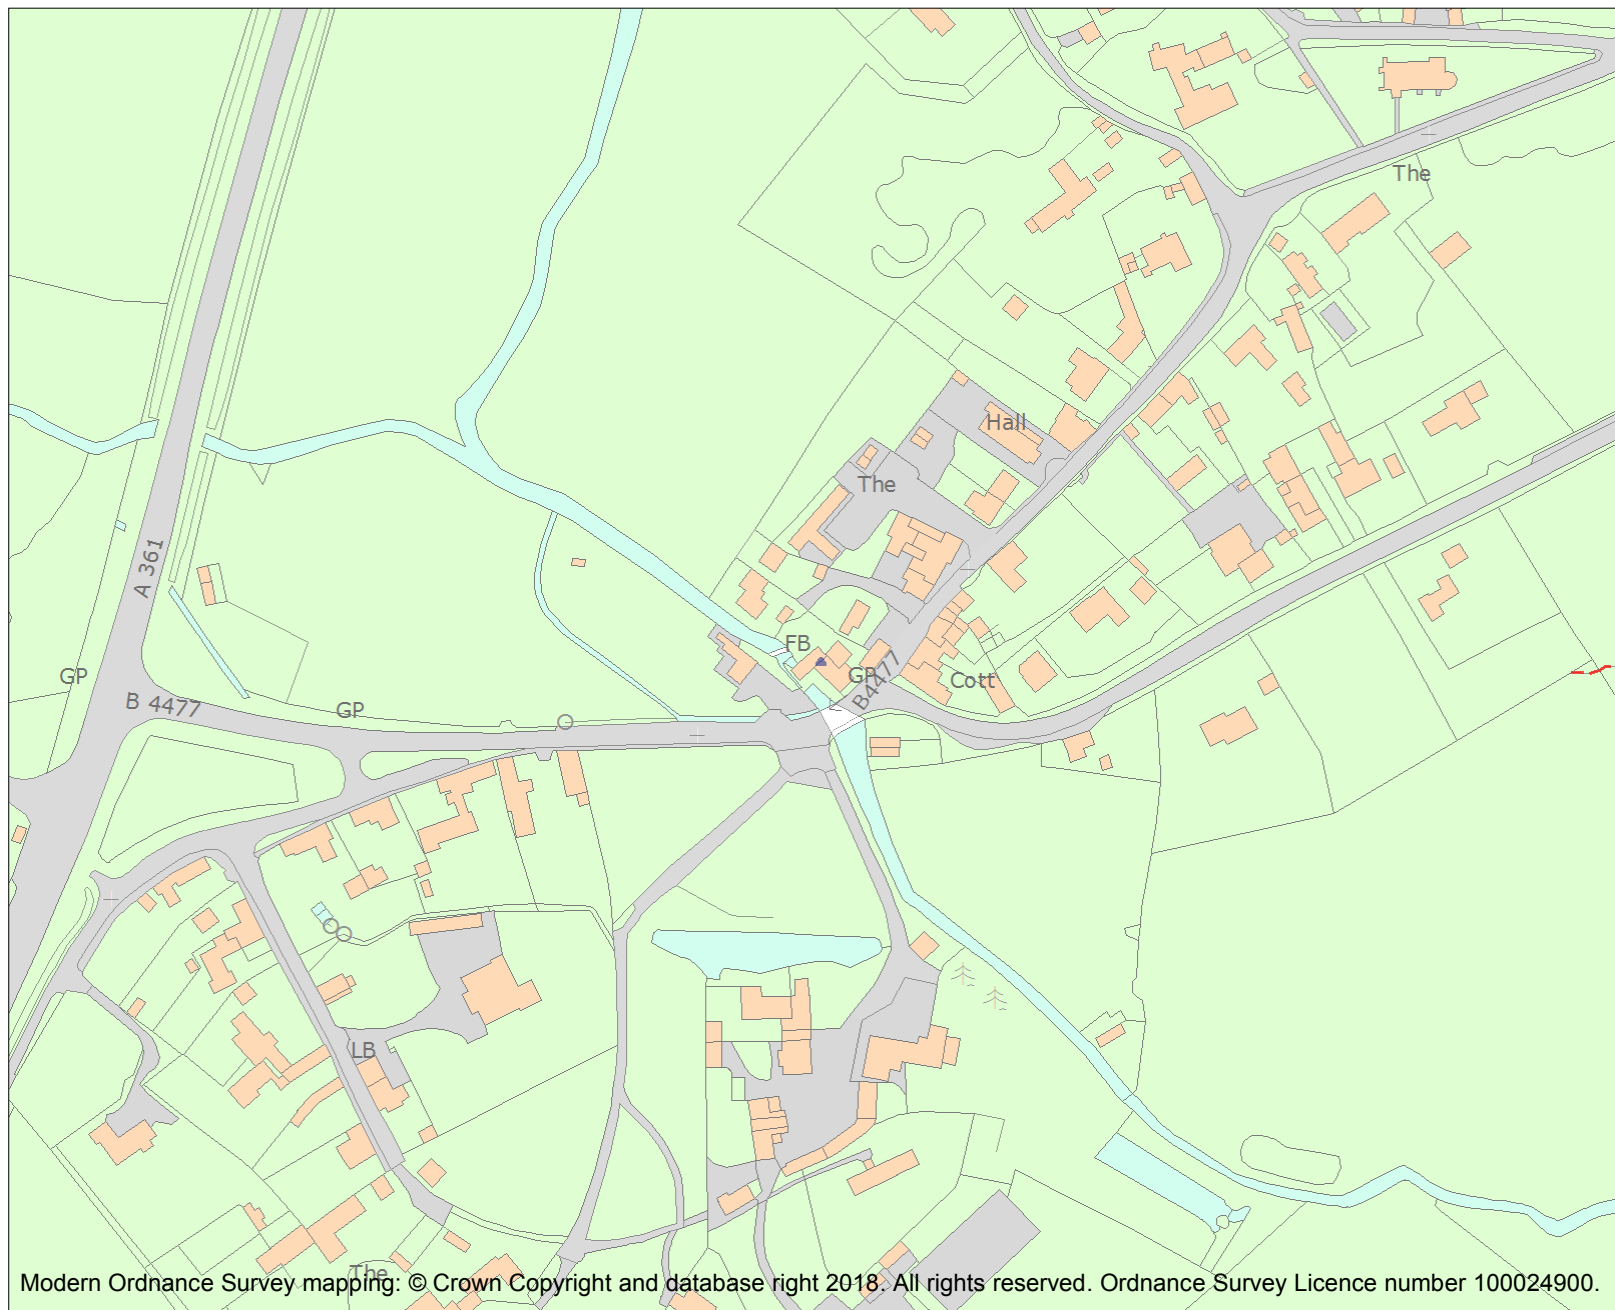 The
Hall
The
A 361
FB
GP
GP
Cott
B4477
B 4477
GP
LB
The
Modern Ordnance Survey mapping: © Crown Copyright and database right 2018. All rights reserved. Ordnance Survey Licence number 100024900.